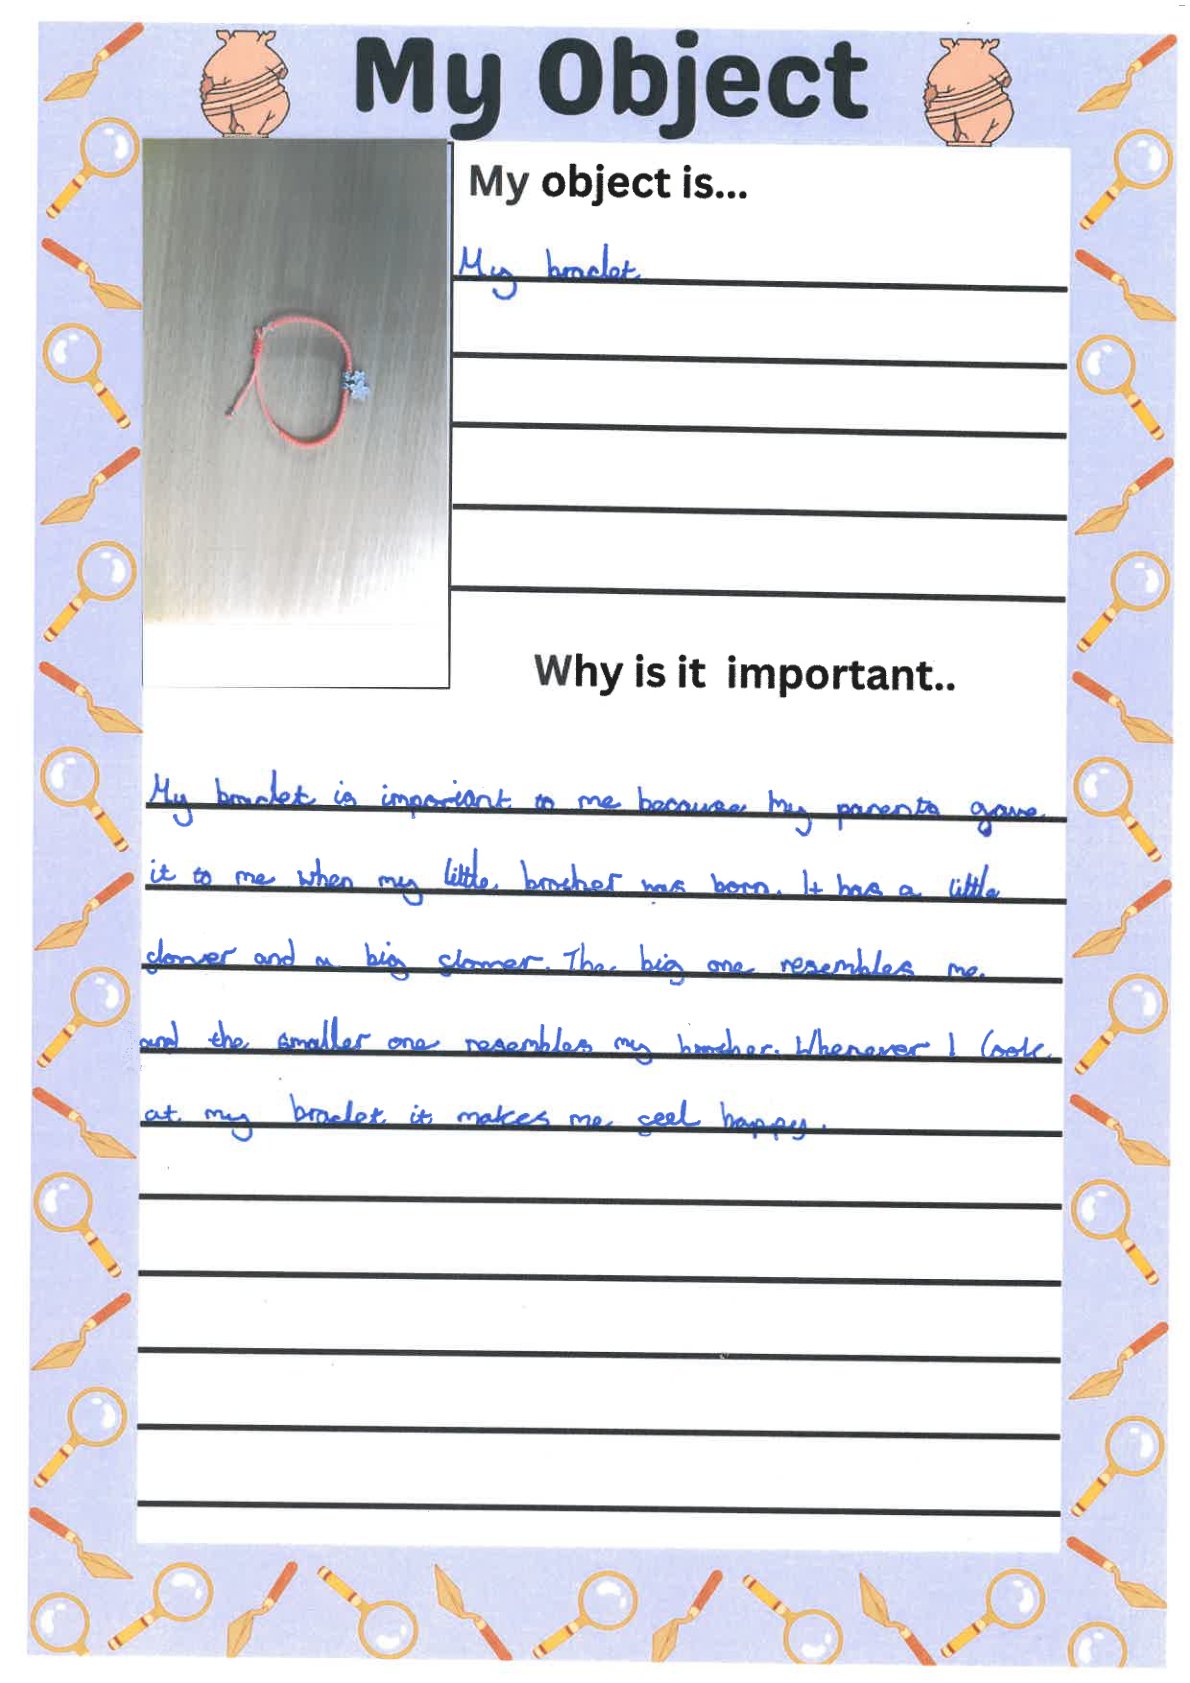 My Object
My object is...
My braclet
Why is it important..
My braclet is important to me because my parents gave
it to me when my little brother was born. It has a little
flower and a big flower. The big one resembles me
and the smaller one resembles my brother. Whenever I look
at my braclet it makes me feel happy.